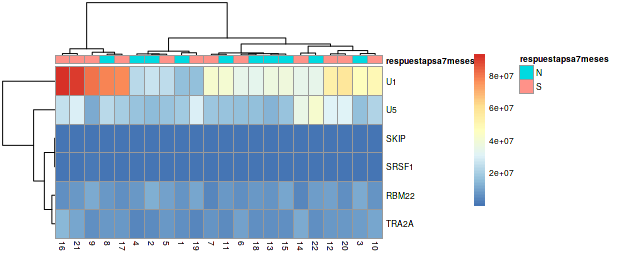 respuestapsa7meses
U1
U5
SKIP
SRSF1
RBM22
TRA2A
16 21 9 8 17 4 2 5 1 19 7 11 6 18 13 15 14 22 12 20 3 10
8e+07
6e+07
4e+07
2e+07
respuestapsa7meses
N
S